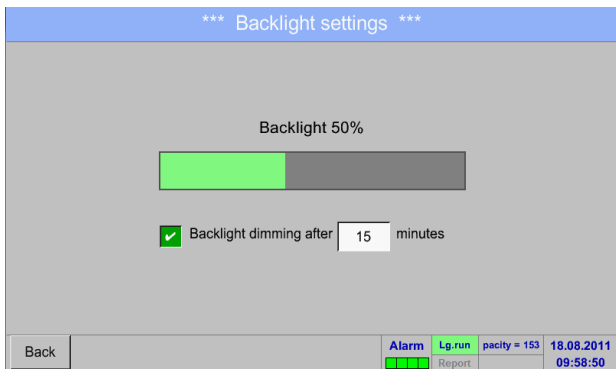 *** Backlight settings ***
Backlight 50%
Backlight dimming after 15 minutes
Back
Alarm Lg.run pacity = 153 18.08.2011
Report 09:58:50